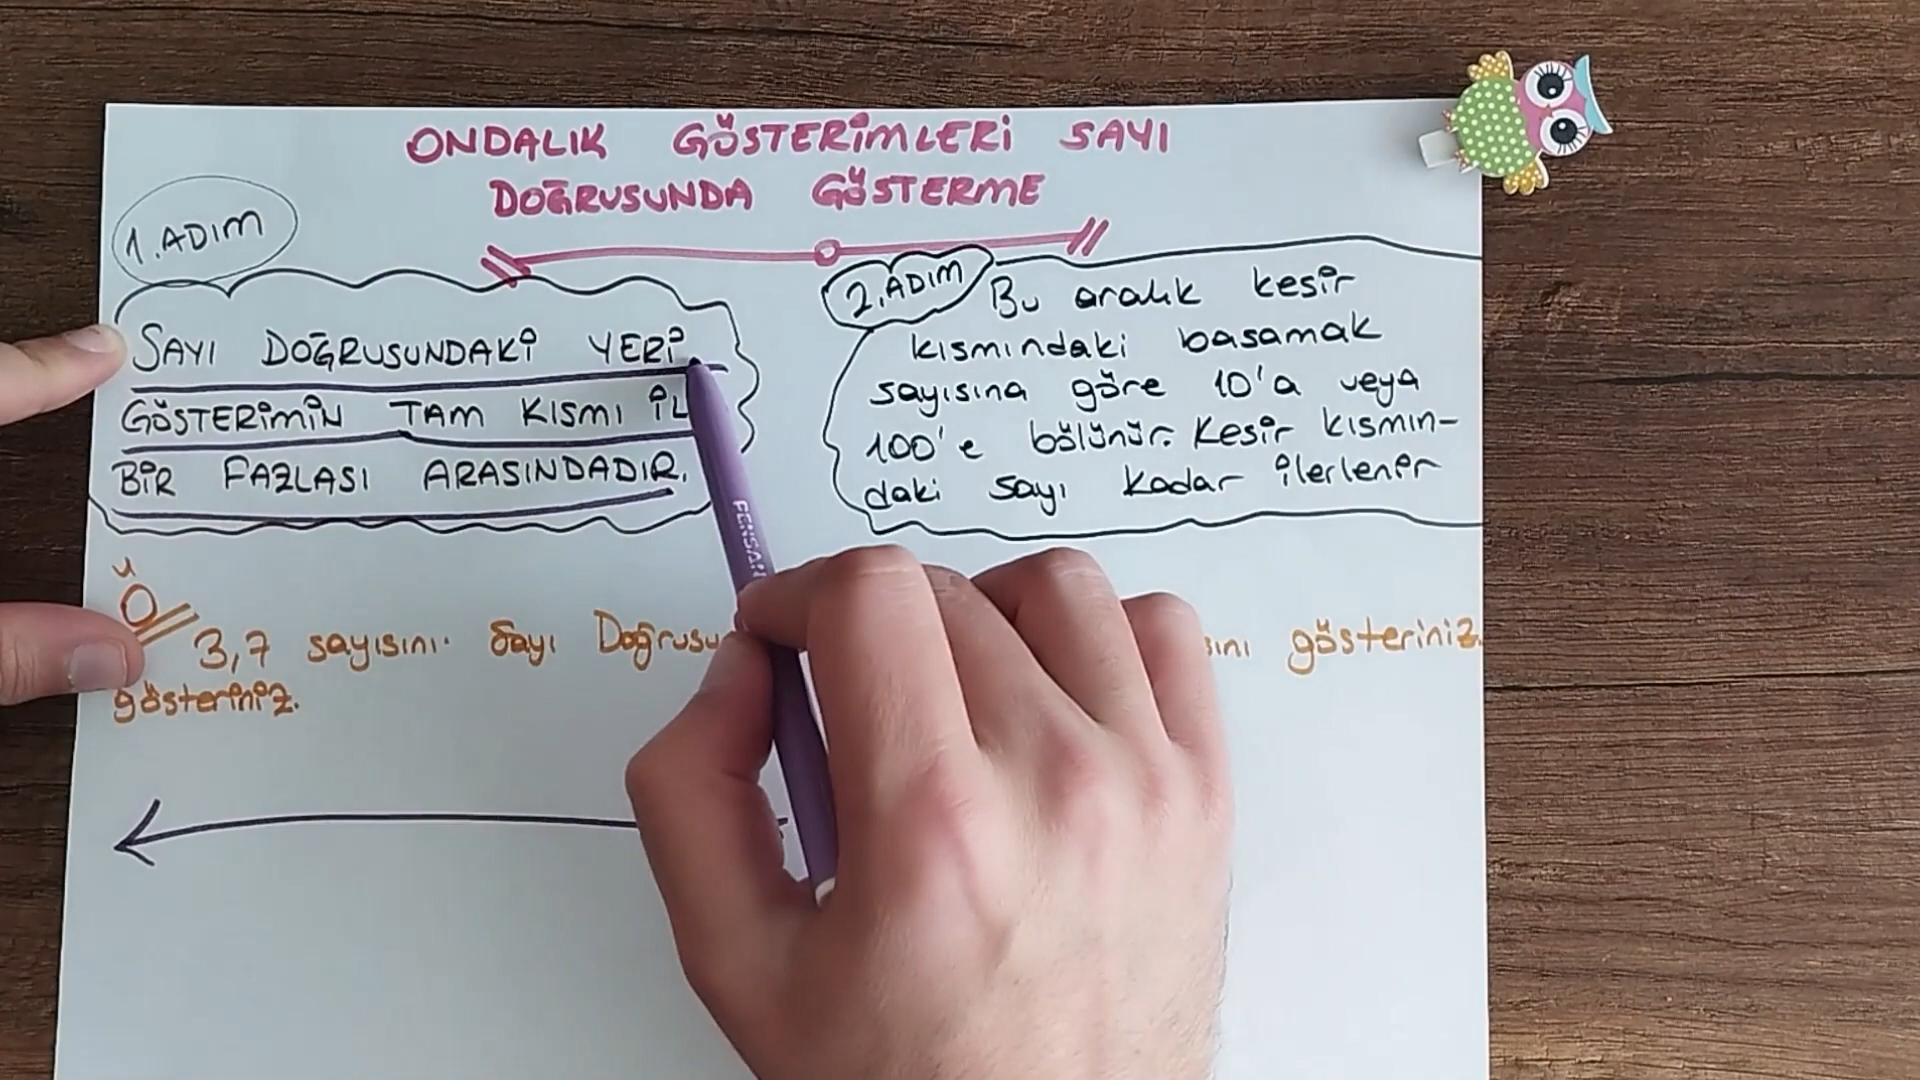 ONDALIK GÖSTERİMLERİ SAYI
DOĞRUSUNDA GÖSTERME
1.ADIM
SAYI DOĞRUSUNDAKİ YERİ
GÖSTERİMİN TAM KISMI
BİR FAZLASI ARASINDADIR.
2.ADIM
Bu aralık kesir
kısmındaki basamak
sayısına göre 10'a veya
100'e bölünür. Kesir kısmın-
daki sayı kadar ilerlenir
Ö
3,7 sayısını Sayı gösteriniz.
gösteriniz.
PENSAN